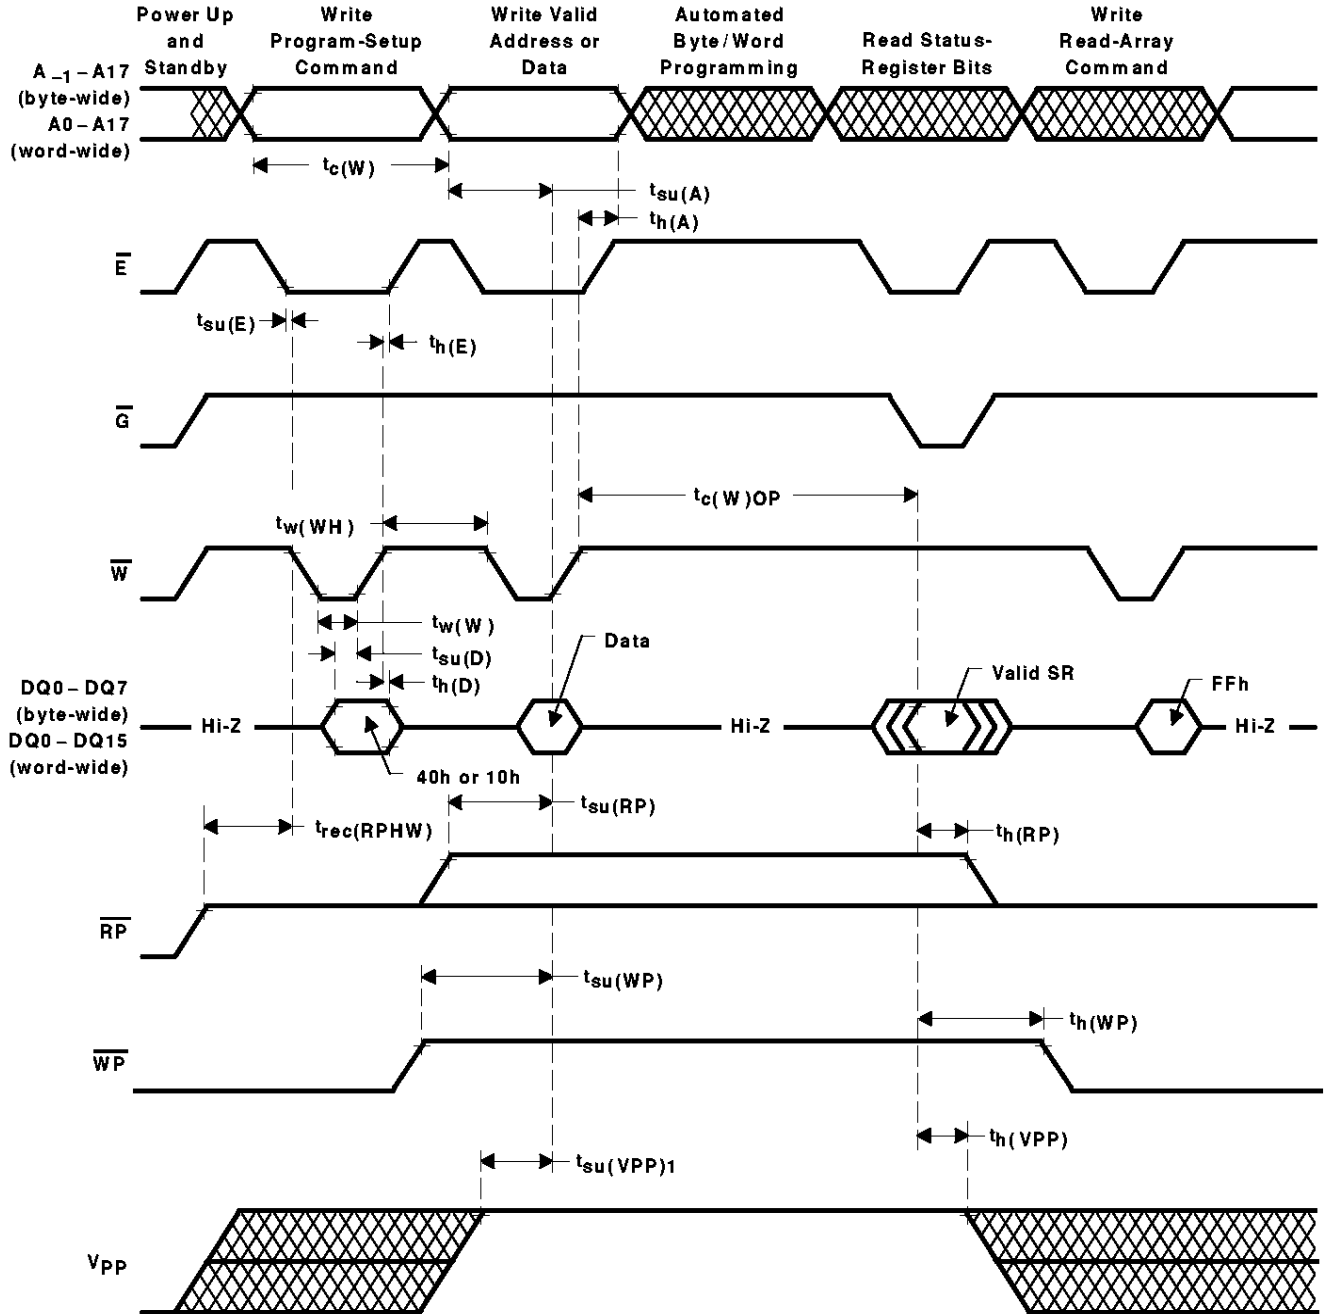 Power Up
and
Standby
Write
Program-Setup
Command
Write Valid
Address or
Data
Automated
Byte/Word
Programming
Read Status-
Register Bits
Write
Read-Array
Command
A–1–A17
(byte-wide)
A0–A17
(word-wide)
tc(W)
tsu(A)
th(A)
E
tsu(E)
th(E)
G
tc(W)OP
tw(WH)
W
tw(W)
tsu(D)
th(D)
Data
Valid SR
FFh
DQ0–DQ7
(byte-wide)
DQ0–DQ15
(word-wide)
Hi-Z
Hi-Z
Hi-Z
40h or 10h
tsu(RP)
trec(RPHW)
th(RP)
RP
tsu(WP)
th(WP)
WP
th(VPP)
tsu(VPP)1
VPP